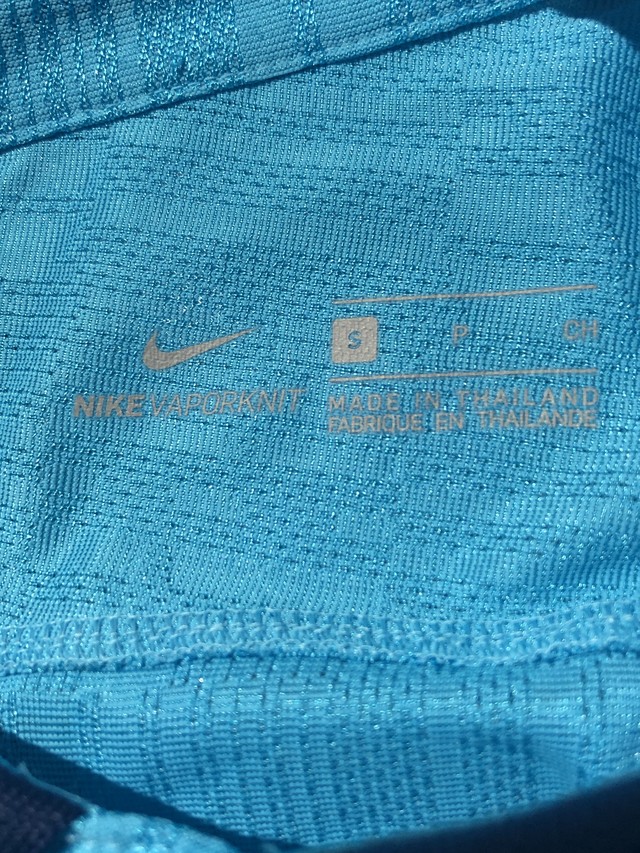 S P CH
NIKE VAPORKNIT
MADE IN THAILAND
FABRIQUE EN THAILANDE